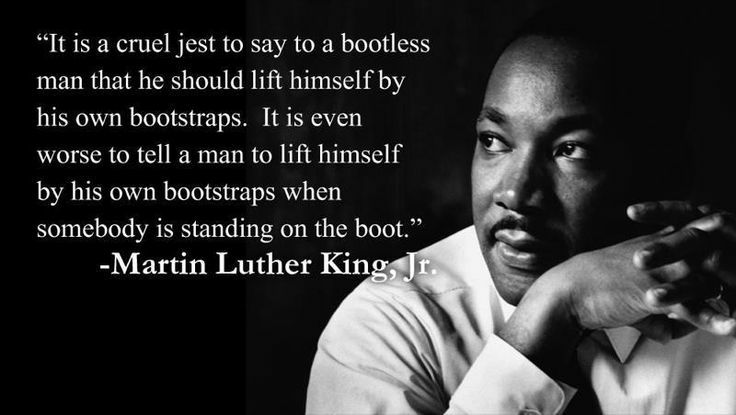 “It is a cruel jest to say to a bootless
man that he should lift himself by
his own bootstraps.  It is even
worse to tell a man to lift himself
by his own bootstraps when
somebody is standing on the boot.”
-Martin Luther King, Jr.